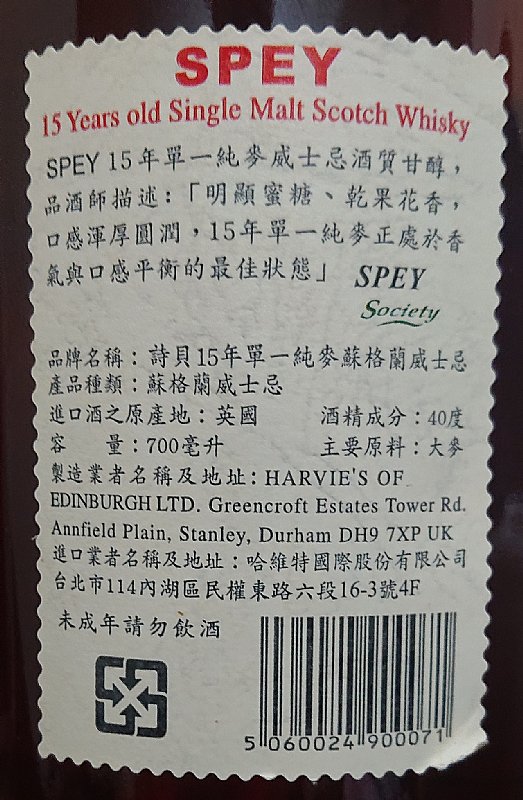 SPEY
15 Years old Single Malt Scotch Whisky
SPEY 15年單一純麥威士忌酒質甘醇，
品酒師描述：「明顯蜜糖、乾果花香，
口感渾厚圓潤，15年單一純麥正處於香
氣與口感平衡的最佳狀態」 SPEY
Society
品牌名稱：詩貝15年單一純麥蘇格蘭威士忌
產品種類：蘇格蘭威士忌
進口酒之原產地：英國 酒精成分：40度
容 量：700毫升 主要原料：大麥
製造業者名稱及地址：HARVIE'S OF
EDINBURGH LTD. Greencroft Estates Tower Rd.
Annfield Plain, Stanley, Durham DH9 7XP UK
進口業者名稱及地址：哈維特國際股份有限公司
台北市114內湖區民權東路六段16-3號4F
未成年請勿飲酒
5 060024 900071